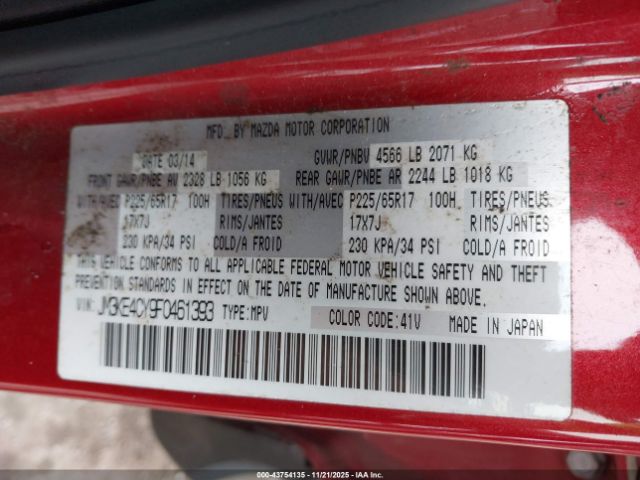 MFD. BY MAZDA MOTOR CORPORATION
DATE 03/14 GVWR/PNBV 4566 LB 2071 KG
FRONT GAWR/PNBE AV 2328 LB 1056 KG REAR GAWR/PNBE AR 2244 LB 1018 KG
WITH/AVEC P225/65R17 100H TIRES/PNEUS WITH/AVEC P225/65R17 100H TIRES/PNEUS
17X7J RIMS/JANTES 17X7J RIMS/JANTES
230 KPA/34 PSI COLD/A FROID 230 KPA/34 PSI COLD/A FROID
THIS VEHICLE CONFORMS TO ALL APPLICABLE FEDERAL MOTOR VEHICLE SAFETY AND THEFT
PREVENTION STANDARDS IN EFFECT ON THE DATE OF MANUFACTURE SHOWN ABOVE.
VIN: JM3KE4CY9F0461393 TYPE: MPV COLOR CODE: 41V MADE IN JAPAN
© 00-43754135 - 11/21/2025 - IAAI.COM